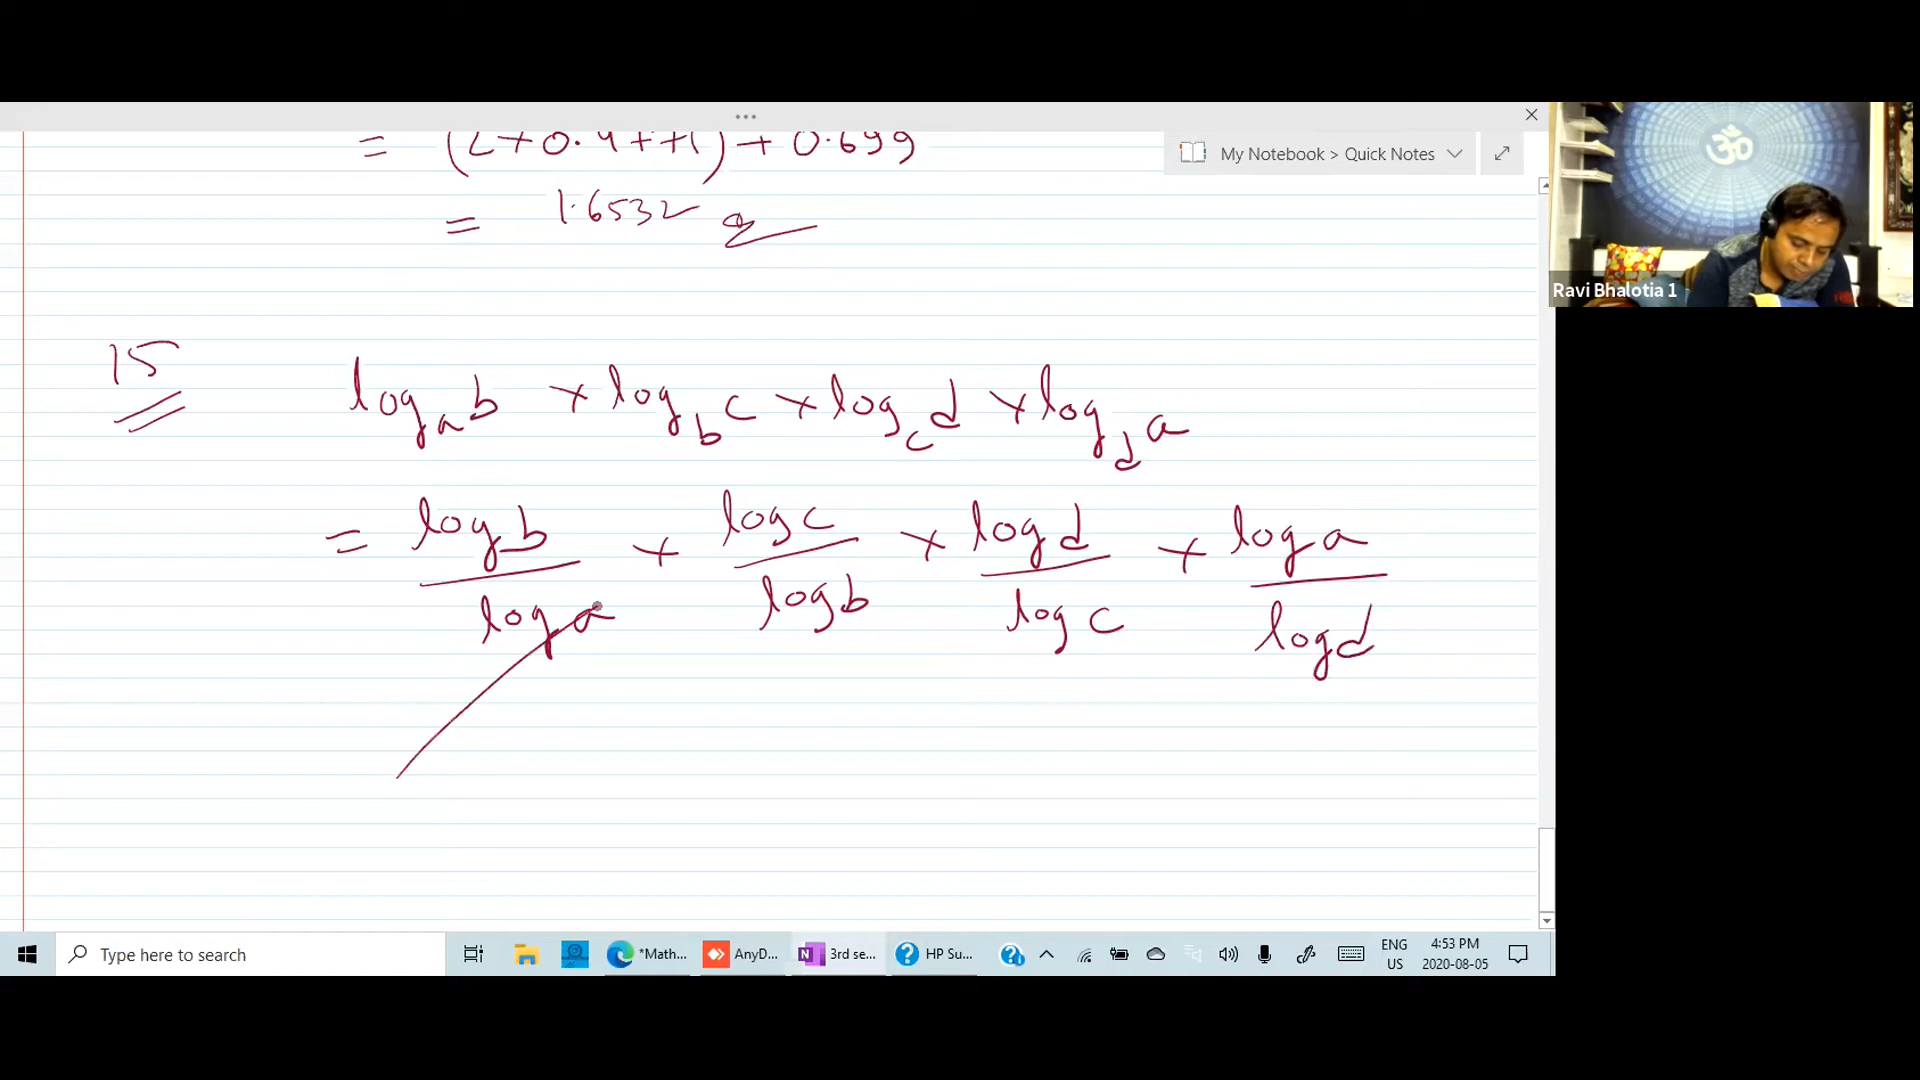 = (2+0.4771) + 0.699
My Notebook > Quick Notes
= 1.6532
Ravi Bhalotia 1
15
log_a b × log_b c × log_c d × log_d a
= log b / log a × log c / log b × log d / log c × log a / log d
Type here to search
*Math...
AnyD...
3rd se...
HP Su...
ENG
US
4:53 PM
2020-08-05